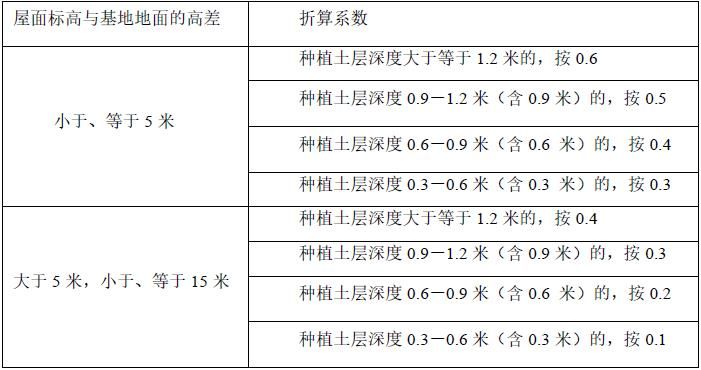 屋面标高与基地地面的高差 折算系数
小于、等于 5 米
种植土层深度大于等于 1.2 米的，按 0.6
种植土层深度 0.9－1.2 米（含 0.9 米）的，按 0.5
种植土层深度 0.6－0.9 米（含 0.6 米）的，按 0.4
种植土层深度 0.3－0.6 米（含 0.3 米）的，按 0.3
大于 5 米，小于、等于 15 米
种植土层深度大于等于 1.2 米的，按 0.4
种植土层深度 0.9－1.2 米（含 0.9 米）的，按 0.3
种植土层深度 0.6－0.9 米（含 0.6 米）的，按 0.2
种植土层深度 0.3－0.6 米（含 0.3 米）的，按 0.1